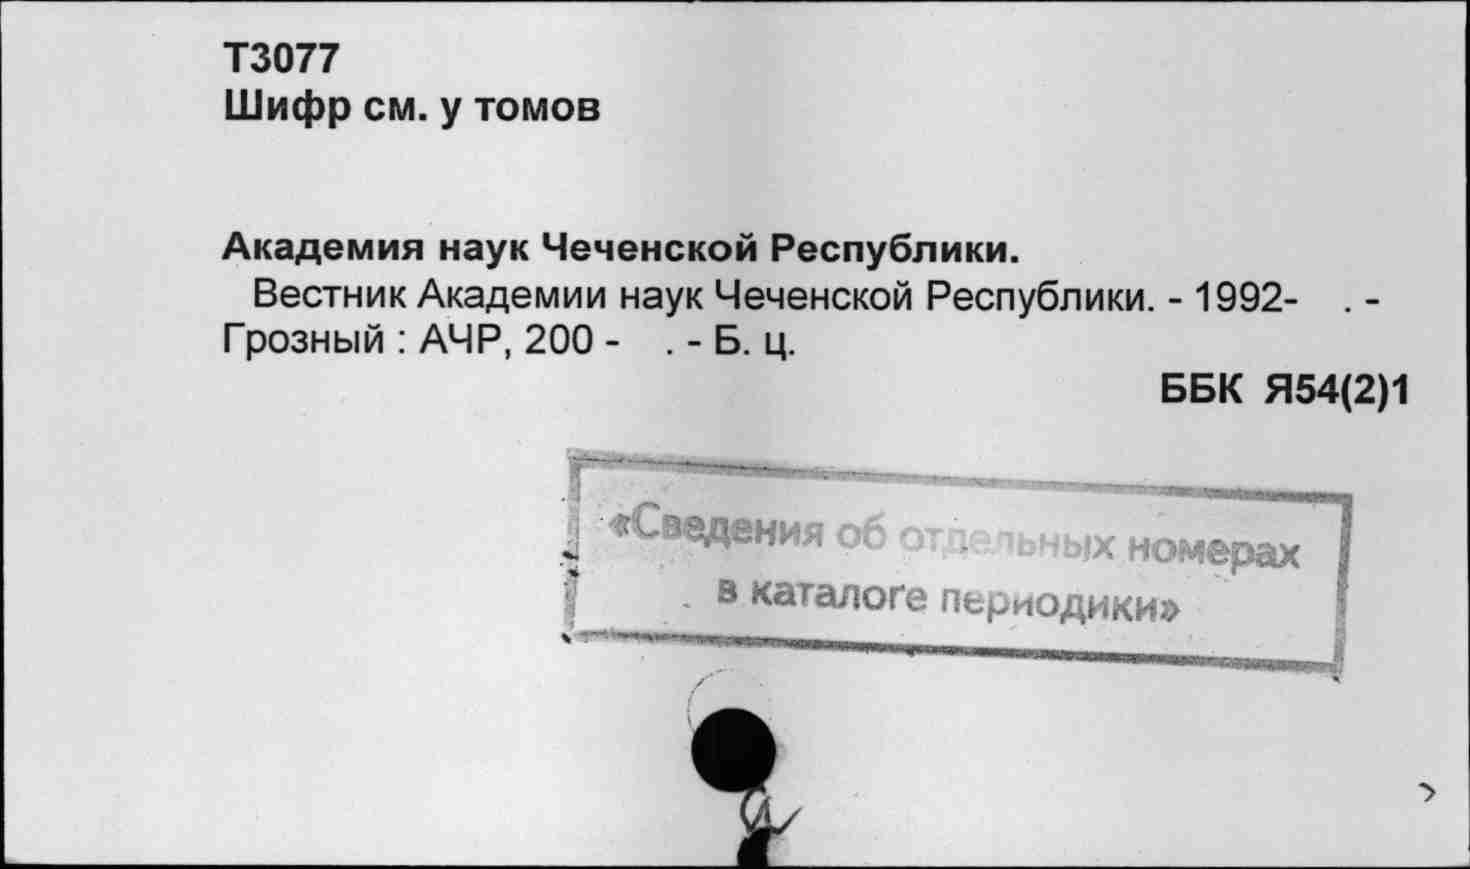 Т3077
Шифр см. у томов
Академия наук Чеченской Республики.
Вестник Академии наук Чеченской Республики. - 1992-    . -
Грозный : АЧР, 200 -    . - Б. ц.
ББК Я54(2)1
«Сведения об отдельных номерах
в каталоге периодики»